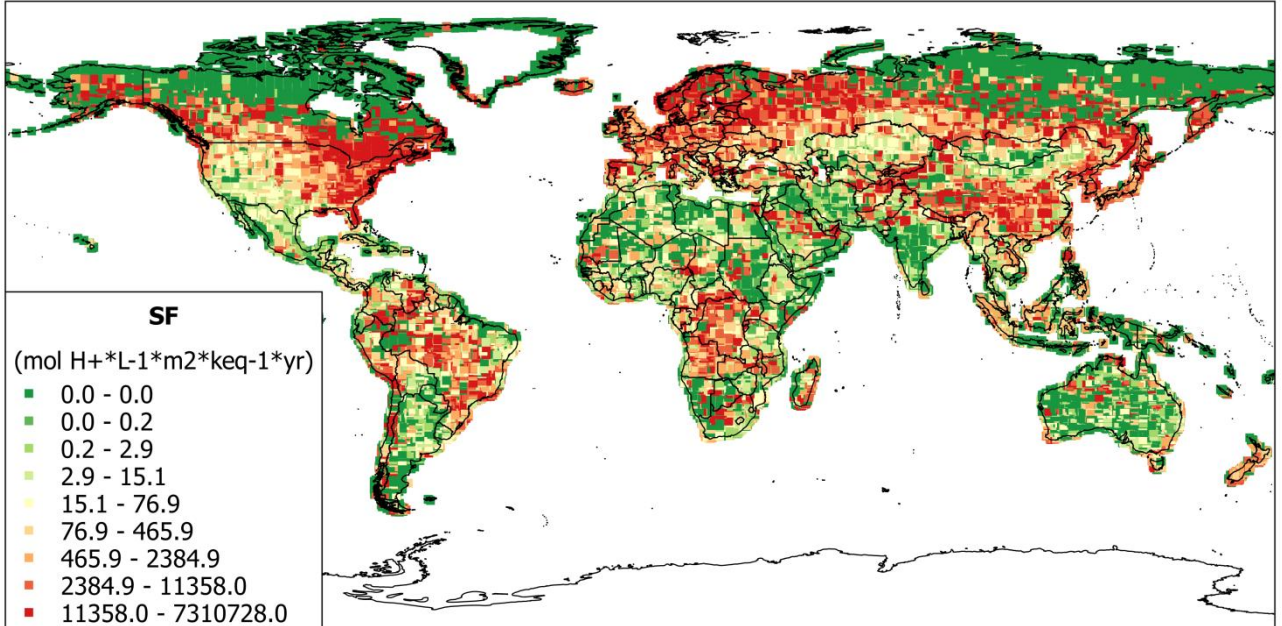 SF
(mol H+*L-1*m2*keq-1*yr)
0.0 - 0.0
0.0 - 0.2
0.2 - 2.9
2.9 - 15.1
15.1 - 76.9
76.9 - 465.9
465.9 - 2384.9
2384.9 - 11358.0
11358.0 - 7310728.0